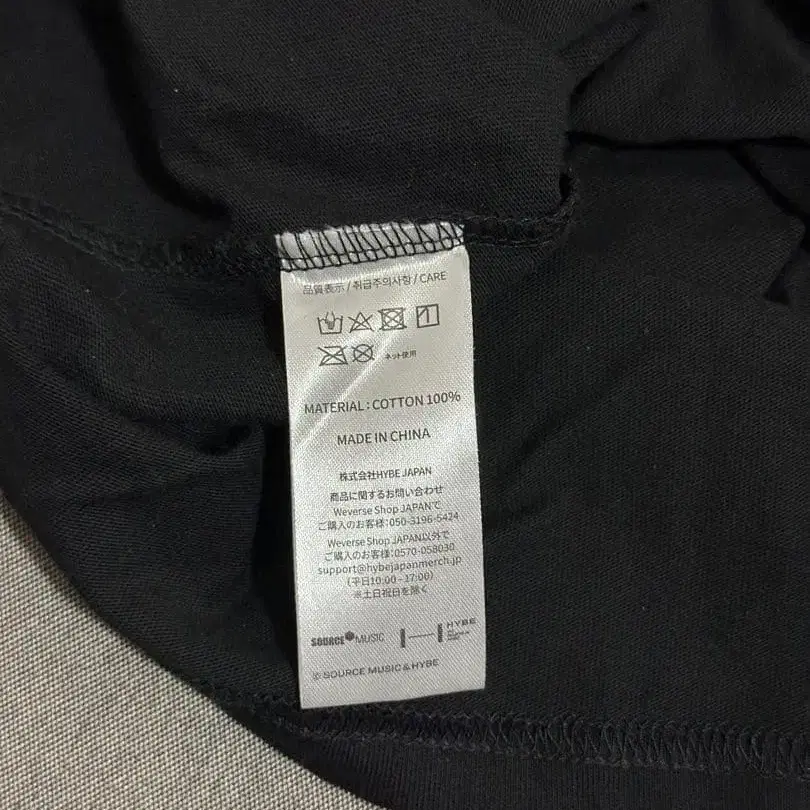 品質表示 / 취급주의사항 / CARE
ネット使用
MATERIAL : COTTON 100%
MADE IN CHINA
株式会社HYBE JAPAN
商品に関するお問い合わせ
Weverse Shop JAPANで
ご購入のお客様：050-3196-5424
Weverse Shop JAPAN以外で
ご購入のお客様：0570-058030
support@hybejapanmerch.jp
(平日10:00 - 17:00)
※土日祝日を除く
SOURCE MUSIC HYBE
© SOURCE MUSIC & HYBE